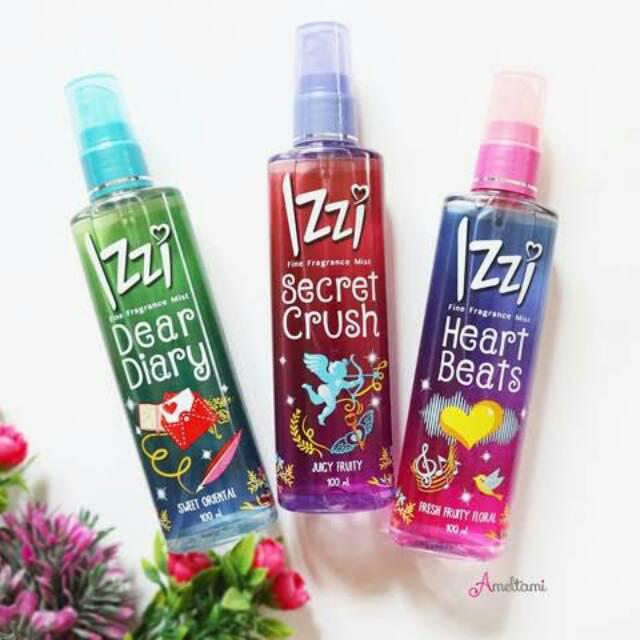 Izzi
Fine Fragrance Mist
Dear
Diary
SWEET ORIENTAL
100 ml
Izzi
Fine Fragrance Mist
Secret
Crush
JUICY FRUITY
100 ml
Izzi
Fine Fragrance Mist
Heart
Beats
FRESH FRUITY FLORAL
100 ml
Ameltami